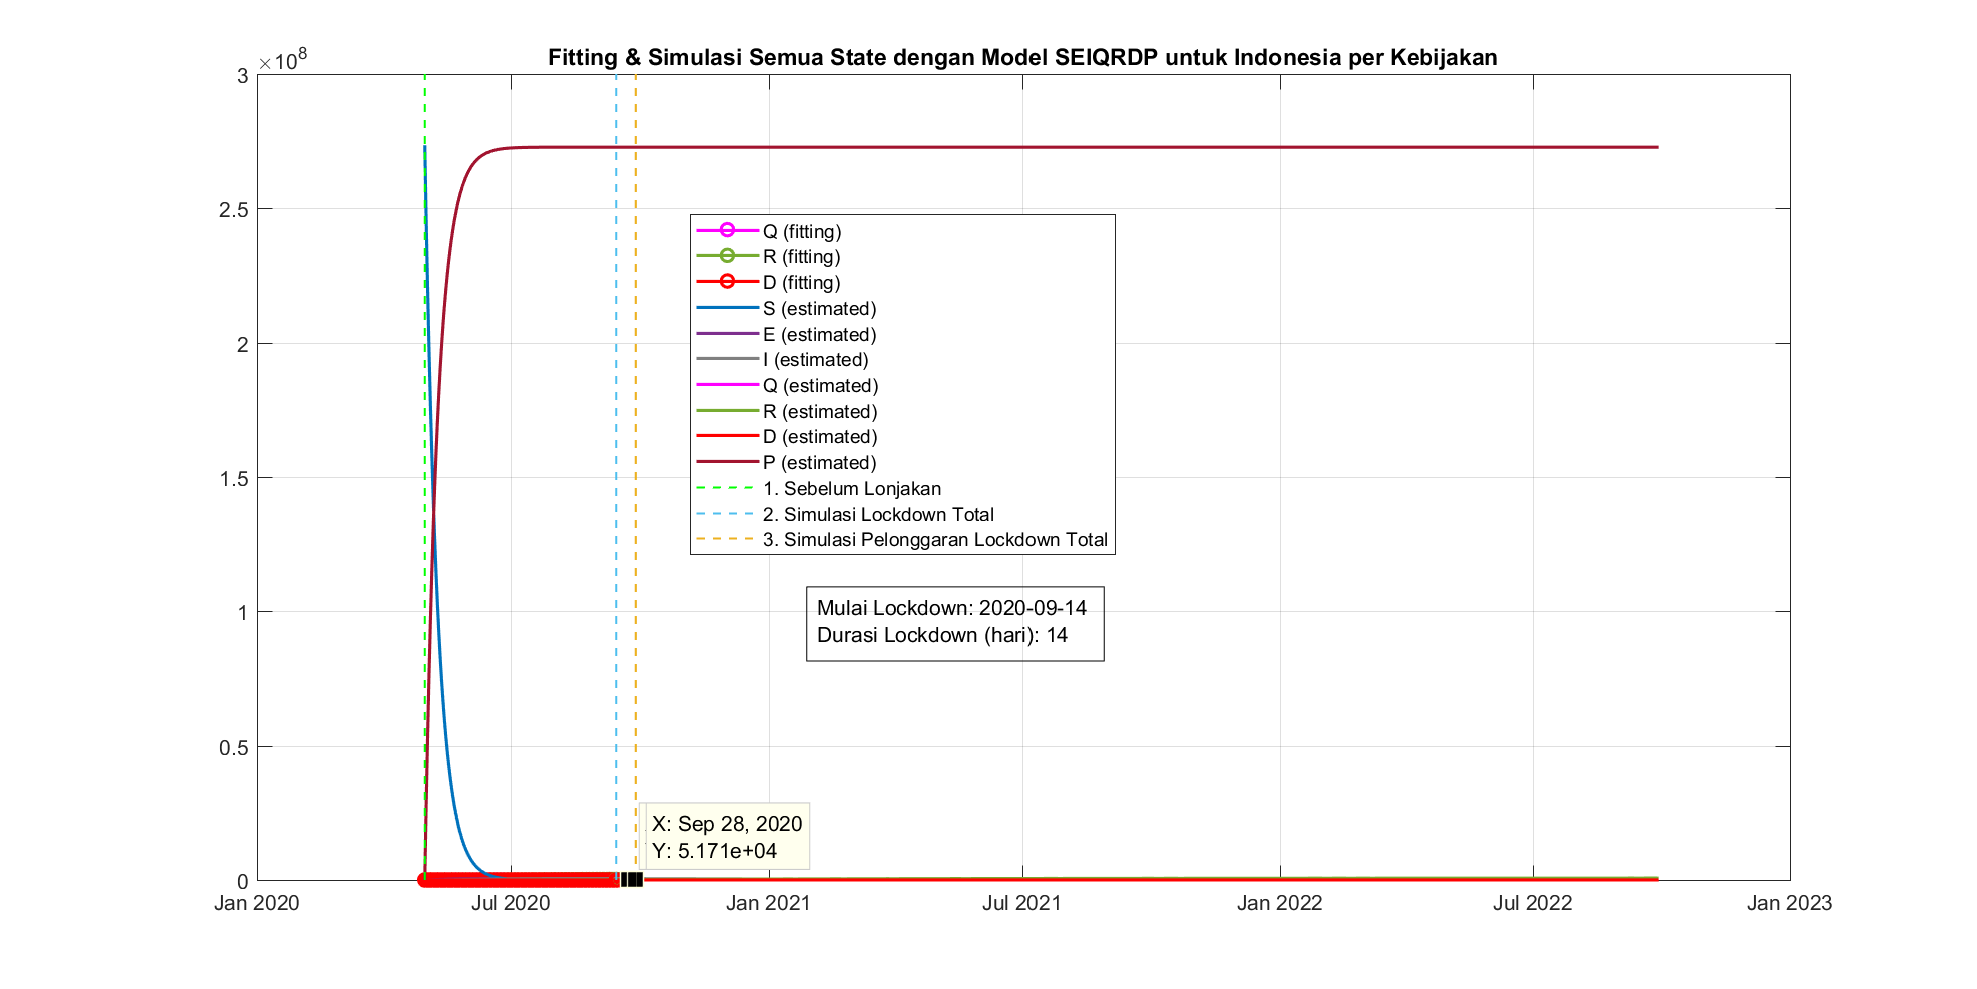 Fitting & Simulasi Semua State dengan Model SEIQRDP untuk Indonesia per Kebijakan
×10^8
3
2.5
2
1.5
1
0.5
0
Q (fitting)
R (fitting)
D (fitting)
S (estimated)
E (estimated)
I (estimated)
Q (estimated)
R (estimated)
D (estimated)
P (estimated)
1. Sebelum Lonjakan
2. Simulasi Lockdown Total
3. Simulasi Pelonggaran Lockdown Total
Mulai Lockdown: 2020-09-14
Durasi Lockdown (hari): 14
X: Sep 28, 2020
Y: 5.171e+04
Jan 2020
Jul 2020
Jan 2021
Jul 2021
Jan 2022
Jul 2022
Jan 2023